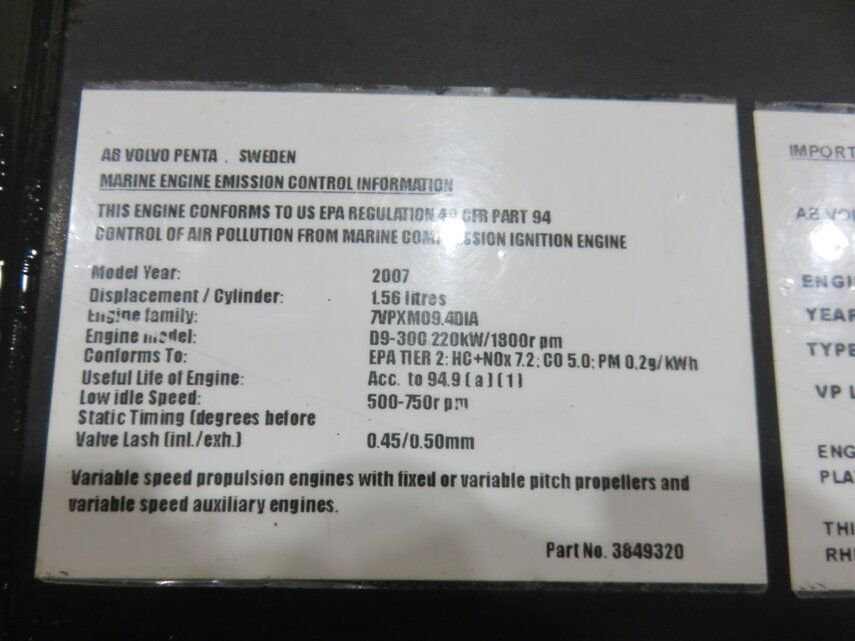 AB VOLVO PENTA . SWEDEN
MARINE ENGINE EMISSION CONTROL INFORMATION
THIS ENGINE CONFORMS TO US EPA REGULATION CFR PART 94
CONTROL OF AIR POLLUTION FROM MARINE COMPRESSION IGNITION ENGINE
Model Year: 2007
Displacement / Cylinder: 1.56 litres
Engine family: 7VPXM09.4DIA
Engine model: D9-300 220kW/1800rpm
Conforms To: EPA TIER 2: HC+NOx 7.2; CO 5.0; PM 0.2g/kWh
Useful Life of Engine: Acc. to 94.9 (a) (1)
Low idle Speed: 500-750rpm
Static Timing (degrees before
Valve Lash (inl./exh.) 0.45/0.50mm
Variable speed propulsion engines with fixed or variable pitch propellers and
variable speed auxiliary engines.
Part No. 3849320
IMPORT
AB VO
ENGI
YEAR
TYPE
VP L
ENG
PLA
THI
RHI